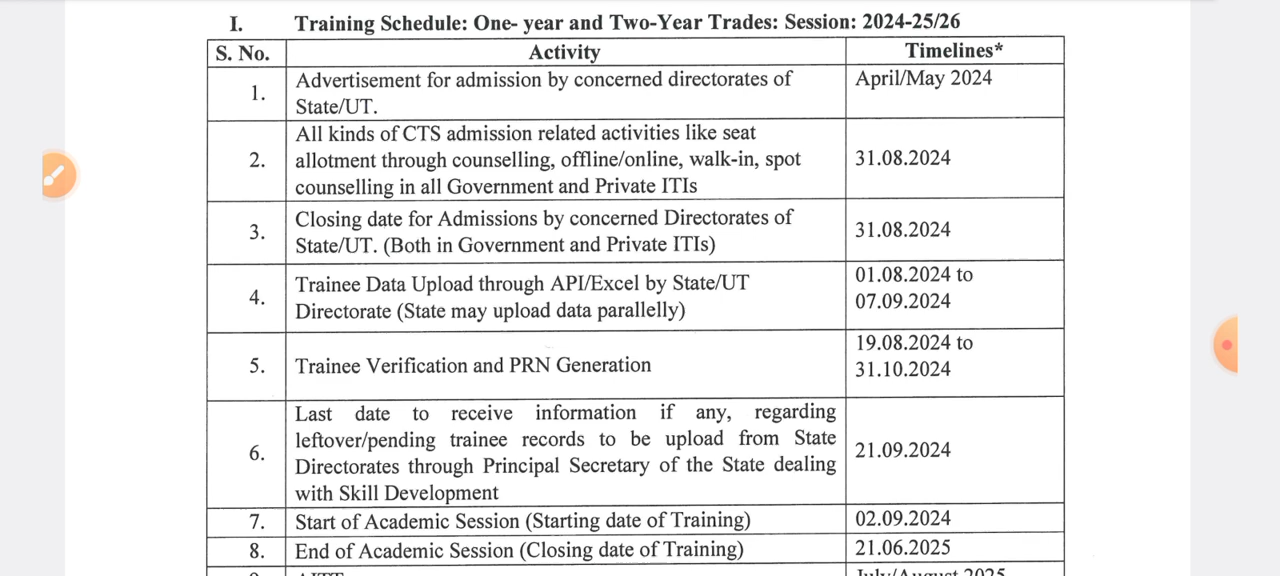 I. Training Schedule: One- year and Two-Year Trades: Session: 2024-25/26
S. No. Activity Timelines*
1. Advertisement for admission by concerned directorates of State/UT. April/May 2024
2. All kinds of CTS admission related activities like seat
allotment through counselling, offline/online, walk-in, spot
counselling in all Government and Private ITIs 31.08.2024
3. Closing date for Admissions by concerned Directorates of
State/UT. (Both in Government and Private ITIs) 31.08.2024
4. Trainee Data Upload through API/Excel by State/UT
Directorate (State may upload data parallelly) 01.08.2024 to
07.09.2024
5. Trainee Verification and PRN Generation 19.08.2024 to
31.10.2024
6. Last date to receive information if any, regarding
leftover/pending trainee records to be upload from State
Directorates through Principal Secretary of the State dealing
with Skill Development 21.09.2024
7. Start of Academic Session (Starting date of Training) 02.09.2024
8. End of Academic Session (Closing date of Training) 21.06.2025
July/August 2025